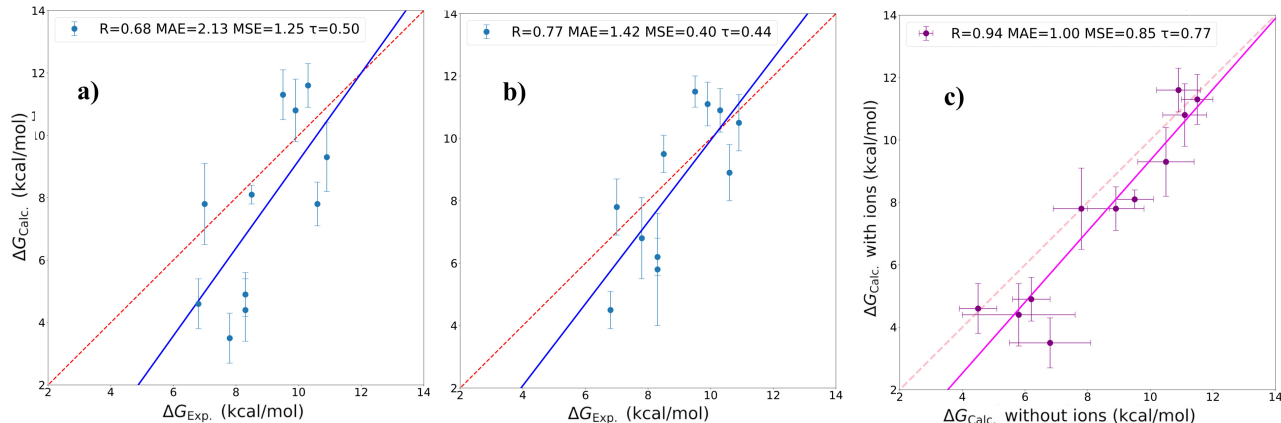 R=0.68 MAE=2.13 MSE=1.25 τ=0.50
a)
14
12
10
8
6
4
2
ΔG_Calc. (kcal/mol)
2 4 6 8 10 12 14
ΔG_Exp. (kcal/mol)
R=0.77 MAE=1.42 MSE=0.40 τ=0.44
b)
14
12
10
8
6
4
2
2 4 6 8 10 12 14
ΔG_Exp. (kcal/mol)
R=0.94 MAE=1.00 MSE=0.85 τ=0.77
c)
14
12
10
8
6
4
2
ΔG_Calc. with ions (kcal/mol)
2 4 6 8 10 12 14
ΔG_Calc. without ions (kcal/mol)